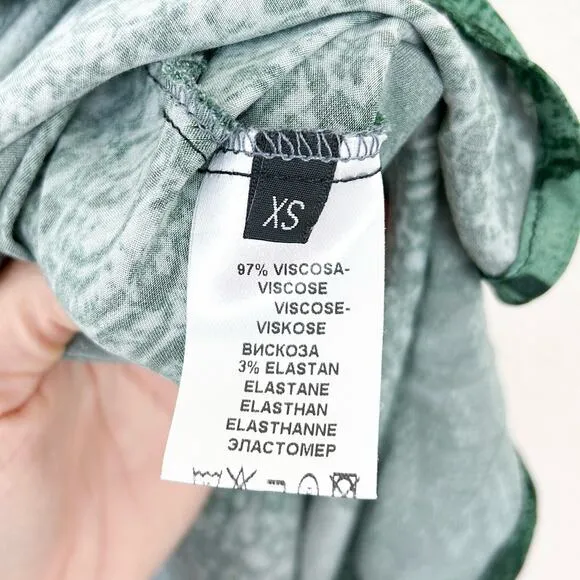 XS
97% VISCOSA-
VISCOSE
VISCOSE-
VISKOSE
ВИСКОЗА
3% ELASTAN
ELASTANE
ELASTHAN
ELASTHANNE
ЭЛАСТОМЕР